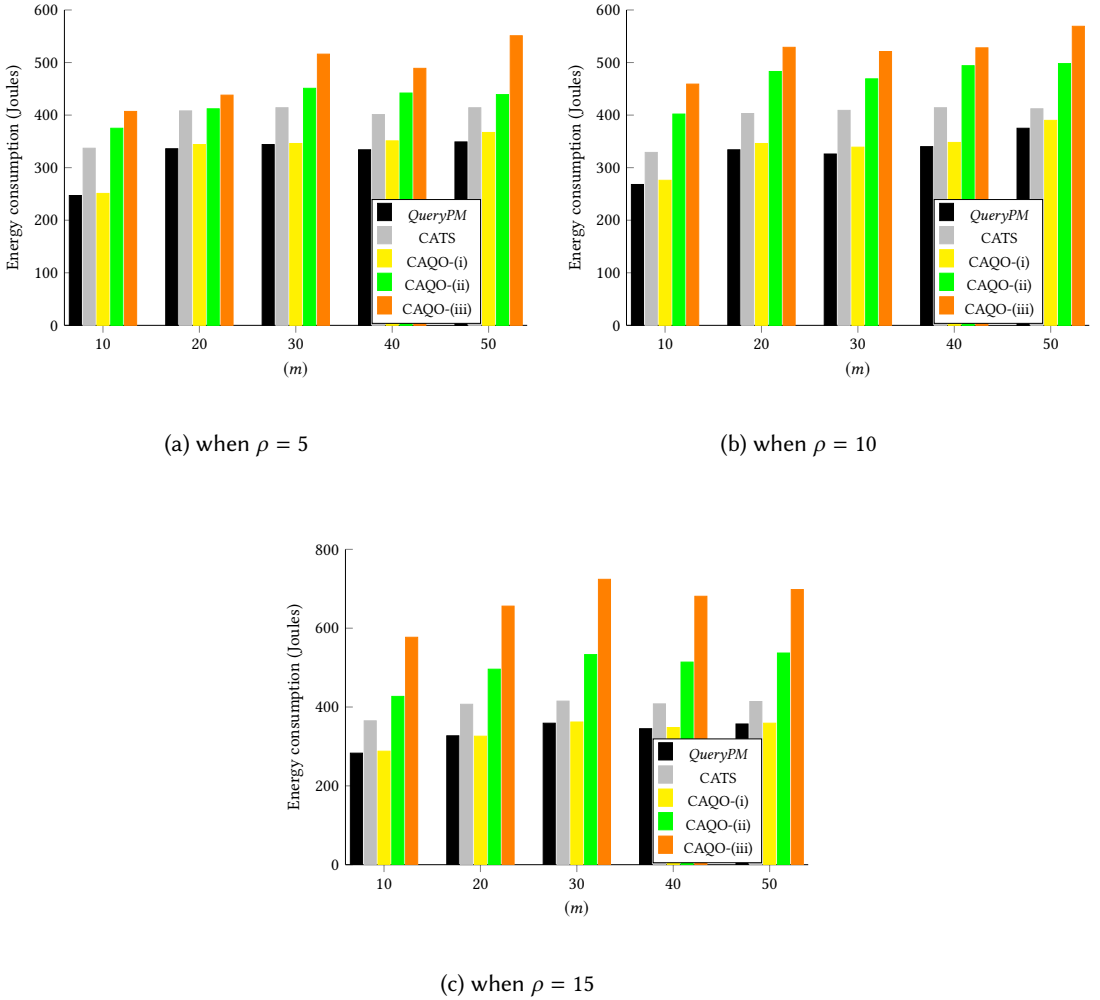 600
500
400
300
200
100
0
Energy consumption (Joules)
10 20 30 40 50
(m)
QueryPM
CATS
CAQO-(i)
CAQO-(ii)
CAQO-(iii)
(a) when ρ = 5
600
500
400
300
200
100
0
Energy consumption (Joules)
10 20 30 40 50
(m)
QueryPM
CATS
CAQO-(i)
CAQO-(ii)
CAQO-(iii)
(b) when ρ = 10
800
600
400
200
0
Energy consumption (Joules)
10 20 30 40 50
(m)
QueryPM
CATS
CAQO-(i)
CAQO-(ii)
CAQO-(iii)
(c) when ρ = 15